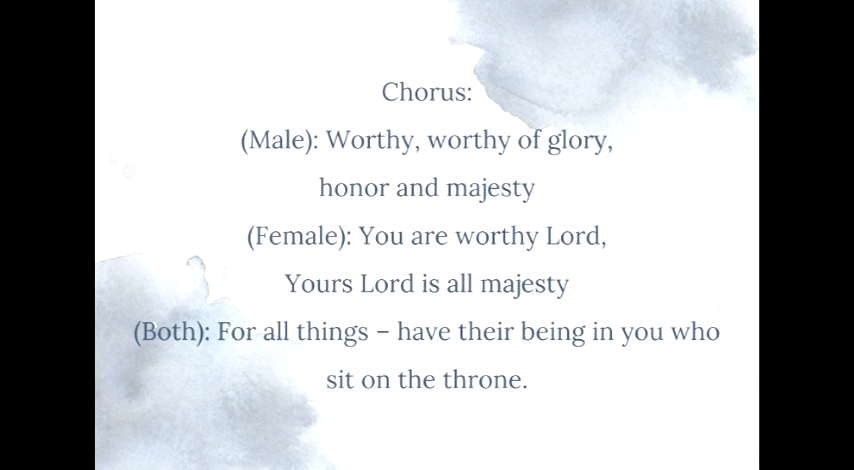 Chorus:
(Male): Worthy, worthy of glory,
honor and majesty
(Female): You are worthy Lord,
Yours Lord is all majesty
(Both): For all things – have their being in you who
sit on the throne.